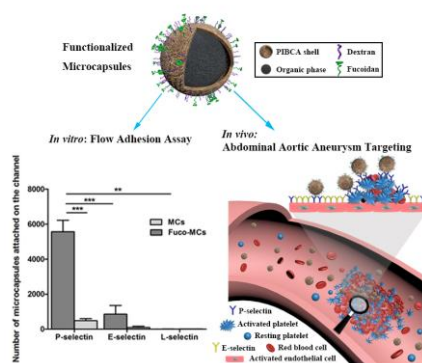 Functionalized
Microcapsules
PIBCA shell
Dextran
Organic phase
Fucoidan
In vitro: Flow Adhesion Assay
In vivo:
Abdominal Aortic Aneurysm Targeting
Number of microcapsules attached on the channel
8000
6000
4000
2000
0
**
***
***
MCs
Fuco-MCs
P-selectin
E-selectin
L-selectin
P-selectin
Activated platelet
Resting platelet
E-selectin
Red blood cell
Activated endothelial cell